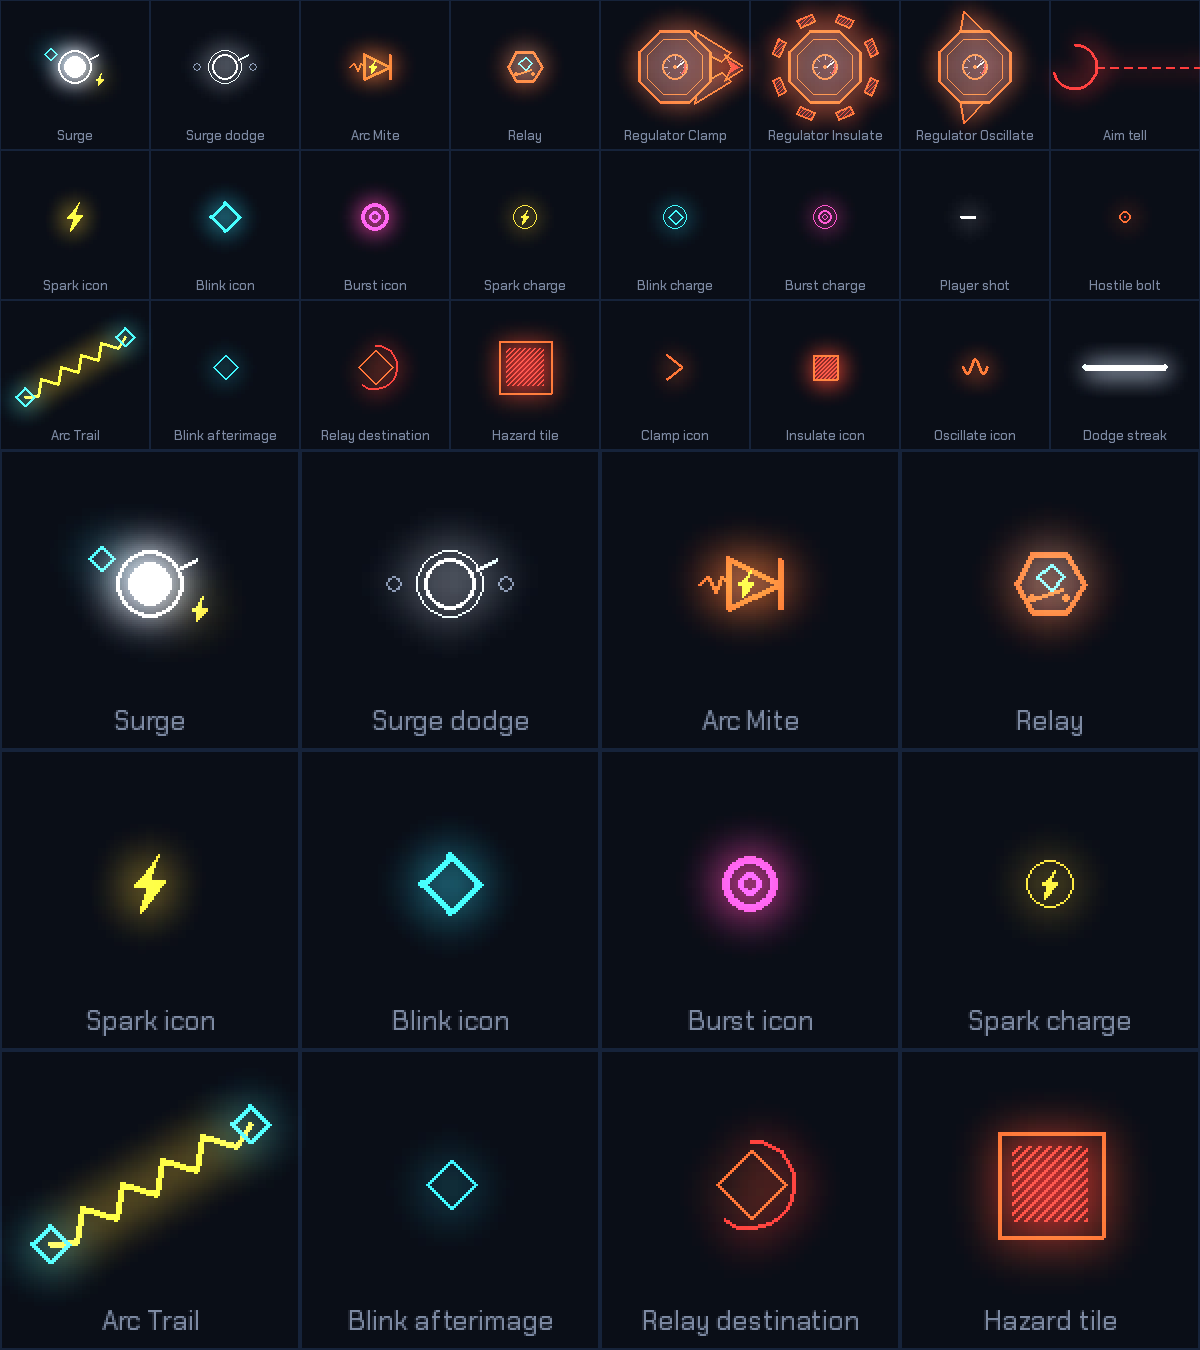 Surge Surge dodge Arc Mite Relay Regulator Clamp Regulator Insulate Regulator Oscillate Aim tell
Spark icon Blink icon Burst icon Spark charge Blink charge Burst charge Player shot Hostile bolt
Arc Trail Blink afterimage Relay destination Hazard tile Clamp icon Insulate icon Oscillate icon Dodge streak
Surge Surge dodge Arc Mite Relay
Spark icon Blink icon Burst icon Spark charge
Arc Trail Blink afterimage Relay destination Hazard tile